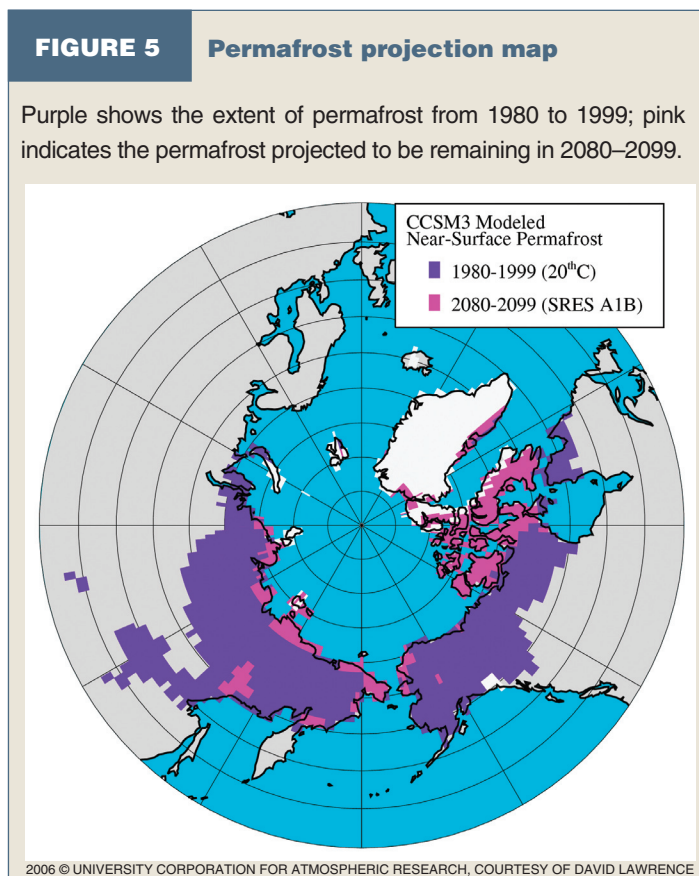 FIGURE 5 Permafrost projection map
Purple shows the extent of permafrost from 1980 to 1999; pink
indicates the permafrost projected to be remaining in 2080–2099.
CCSM3 Modeled
Near-Surface Permafrost
1980-1999 (20thC)
2080-2099 (SRES A1B)
2006 © UNIVERSITY CORPORATION FOR ATMOSPHERIC RESEARCH, COURTESY OF DAVID LAWRENCE